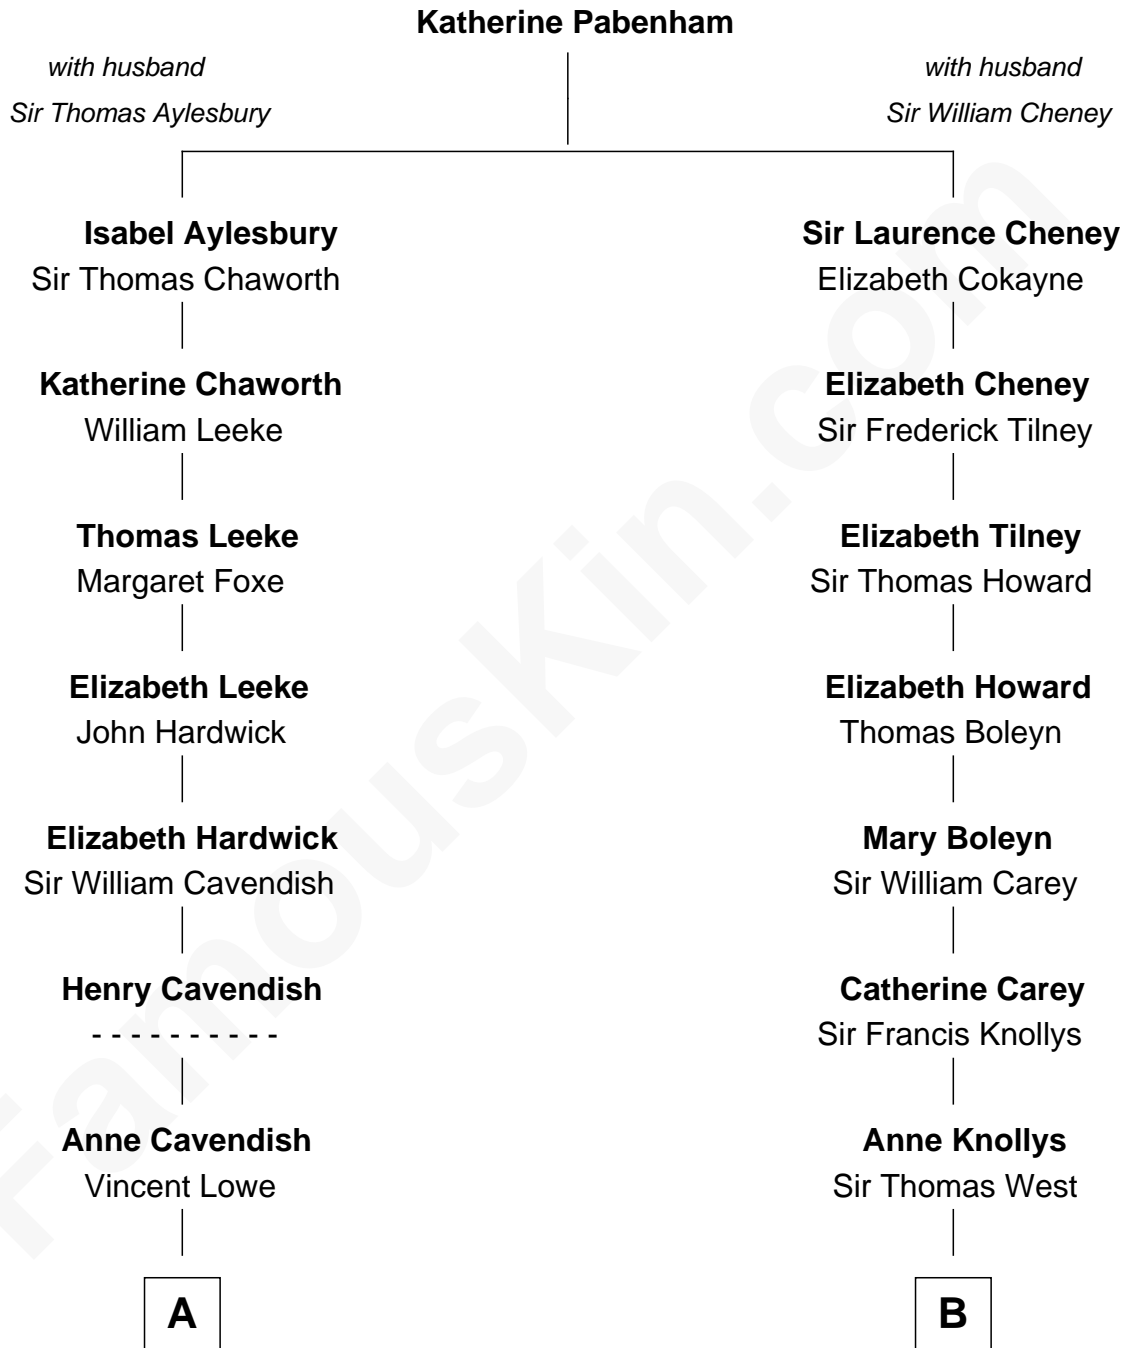 Katherine Pabenham
with husband
Sir Thomas Aylesbury
with husband
Sir William Cheney
Isabel Aylesbury
Sir Thomas Chaworth
Sir Laurence Cheney
Elizabeth Cokayne
Katherine Chaworth
William Leeke
Elizabeth Cheney
Sir Frederick Tilney
Thomas Leeke
Margaret Foxe
Elizabeth Tilney
Sir Thomas Howard
Elizabeth Leeke
John Hardwick
Elizabeth Howard
Thomas Boleyn
Elizabeth Hardwick
Sir William Cavendish
Mary Boleyn
Sir William Carey
Henry Cavendish
- - - - - - - - - -
Catherine Carey
Sir Francis Knollys
Anne Cavendish
Vincent Lowe
Anne Knollys
Sir Thomas West
A
B
FamousKin.com